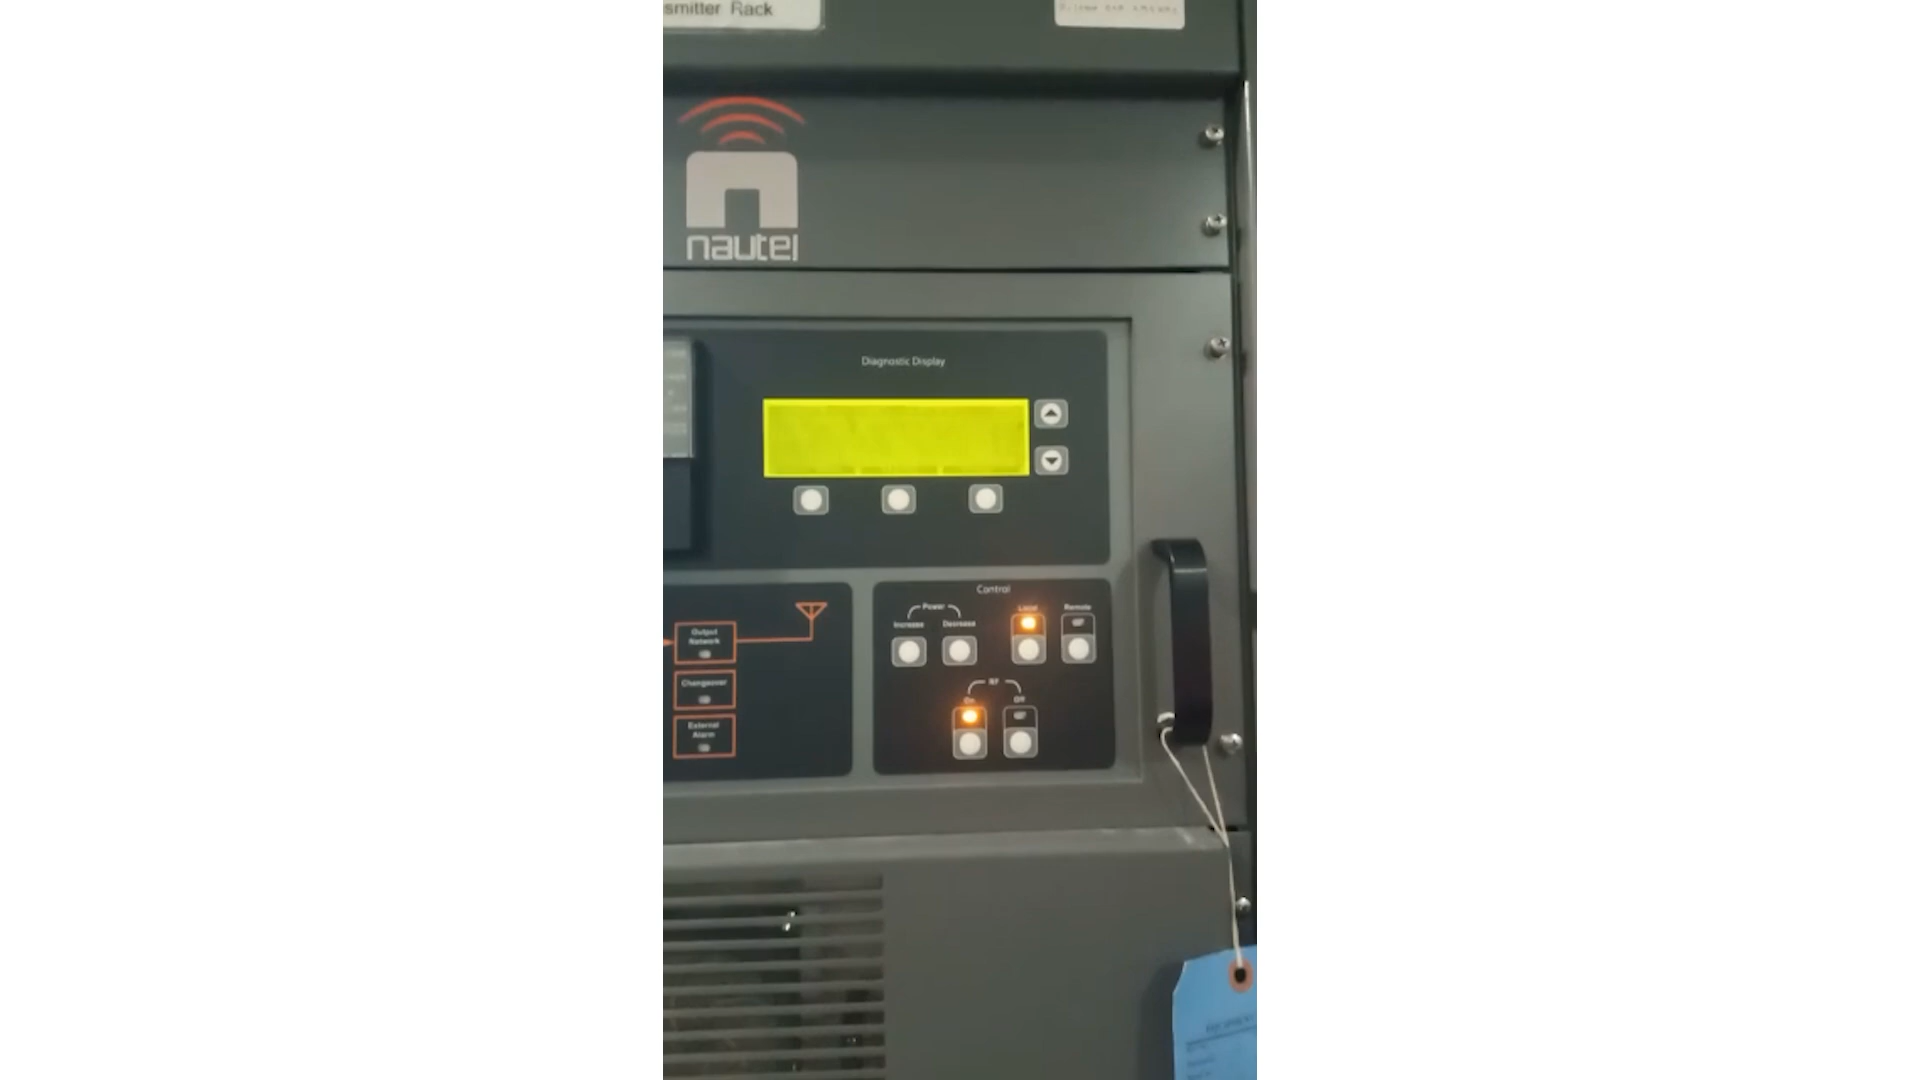 smitter Rack
nautel
Diagnostic Display
Control
Power
Increase
Decrease
Local
Remote
RF
On
Off
Output
Network
Changeover
External
Alarm